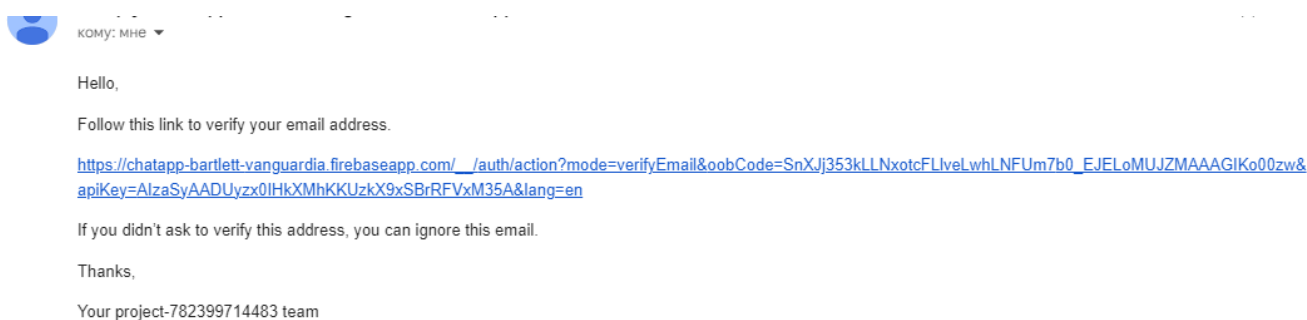 кому: мне
Hello,
Follow this link to verify your email address.
https://chatapp-bartlett-vanguardia.firebaseapp.com/__/auth/action?mode=verifyEmail&oobCode=SnXJj353kLLNxotcFLIveLwhLNFUm7b0_EJELoMUJZMAAAGIKo00zw&
apiKey=AIzaSyAADUyzx0IHkXMhKKUzkX9xSBrRFVxM35A&lang=en
If you didn’t ask to verify this address, you can ignore this email.
Thanks,
Your project-782399714483 team